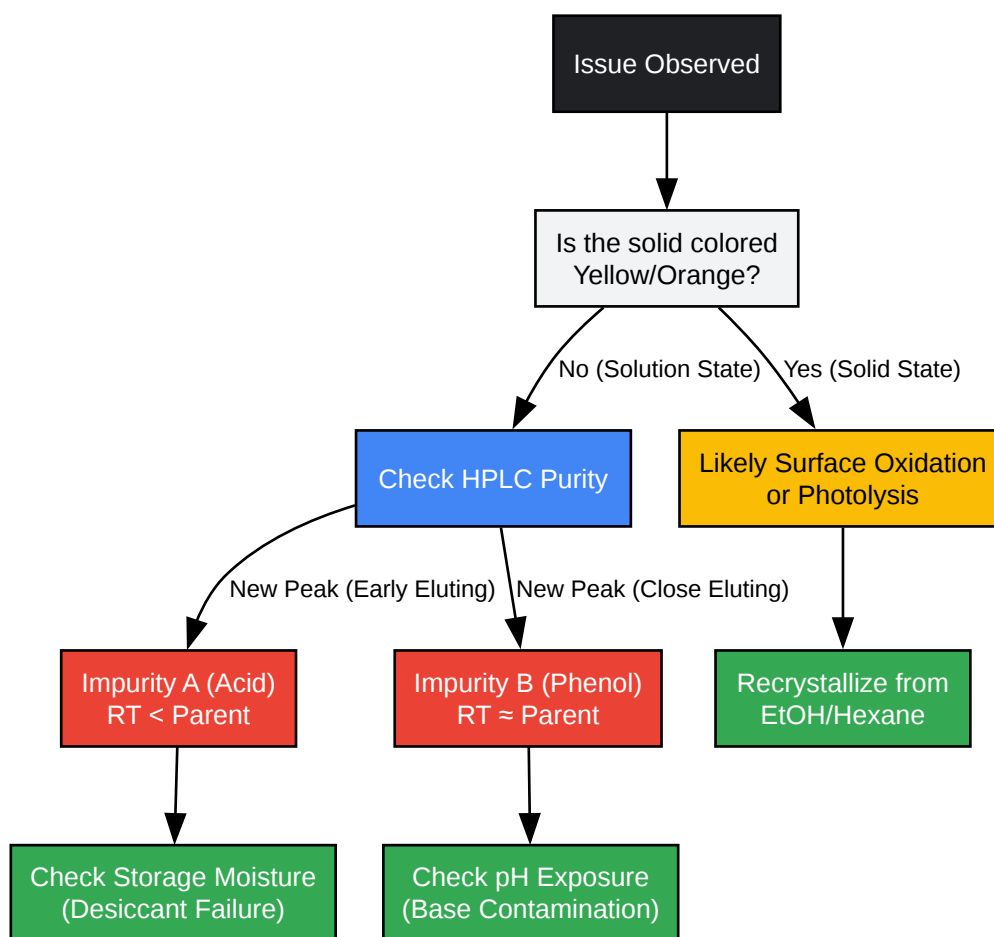 Issue Observed
Is the solid colored
Yellow/Orange?
No (Solution State)
Yes (Solid State)
Check HPLC Purity
Likely Surface Oxidation
or Photolysis
New Peak (Early Eluting)
New Peak (Close Eluting)
Impurity A (Acid)
RT < Parent
Impurity B (Phenol)
RT ≈ Parent
Recrystallize from
EtOH/Hexane
Check Storage Moisture
(Desiccant Failure)
Check pH Exposure
(Base Contamination)